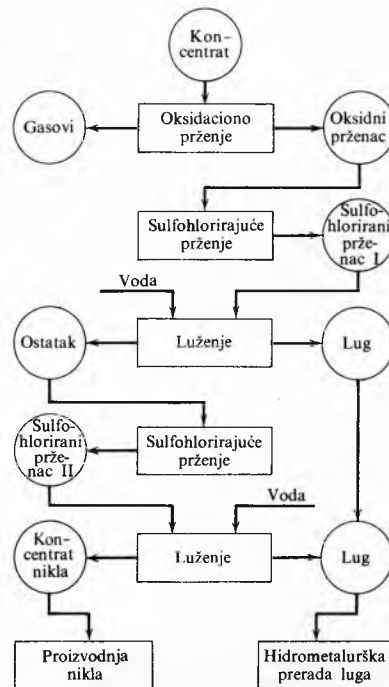 Kon-
centrat
Gasovi
Oksidaciono
prženje
Oksidni
prženac
Sulfohlorirajuće
prženje
Sulfo-
hlorirani
prže-
nac I
Voda
Ostatak
Luženje
Lug
Sulfo-
hlorirani
prže-
nac II
Sulfohlorirajuće
prženje
Voda
Kon-
centrat
nikla
Luženje
Lug
Proizvodnja
nikla
Hidrometalurška
prerada luga